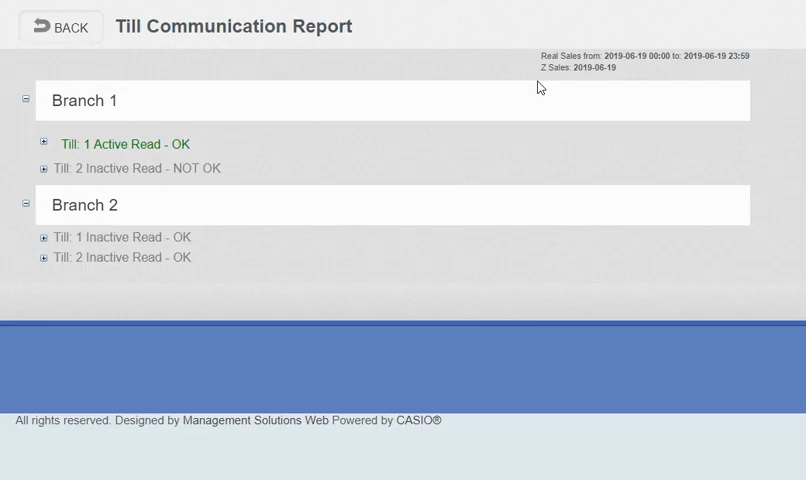 BACK
Till Communication Report
Real Sales from: 2019-06-19 00:00 to: 2019-06-19 23:59
Z Sales: 2019-06-19
Branch 1
Till: 1 Active Read - OK
Till: 2 Inactive Read - NOT OK
Branch 2
Till: 1 Inactive Read - OK
Till: 2 Inactive Read - OK
All rights reserved. Designed by Management Solutions Web Powered by CASIO®